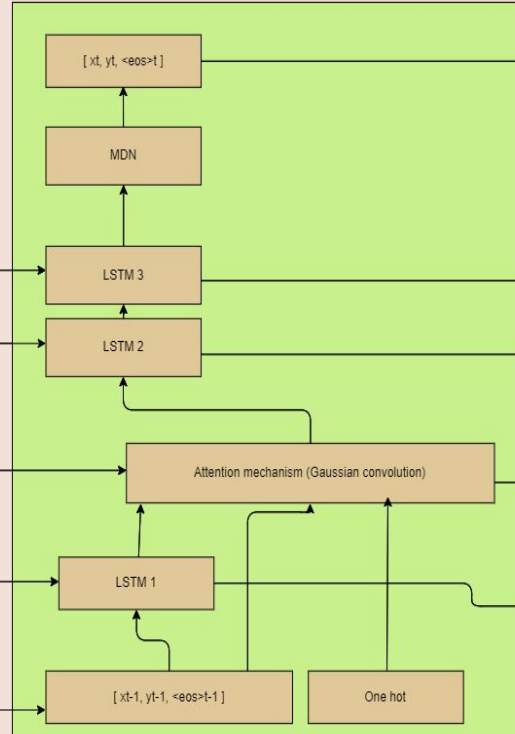 [ xt, yt, <eos>t ]
MDN
LSTM 3
LSTM 2
Attention mechanism (Gaussian convolution)
LSTM 1
[ xt-1, yt-1, <eos>t-1 ]
One hot